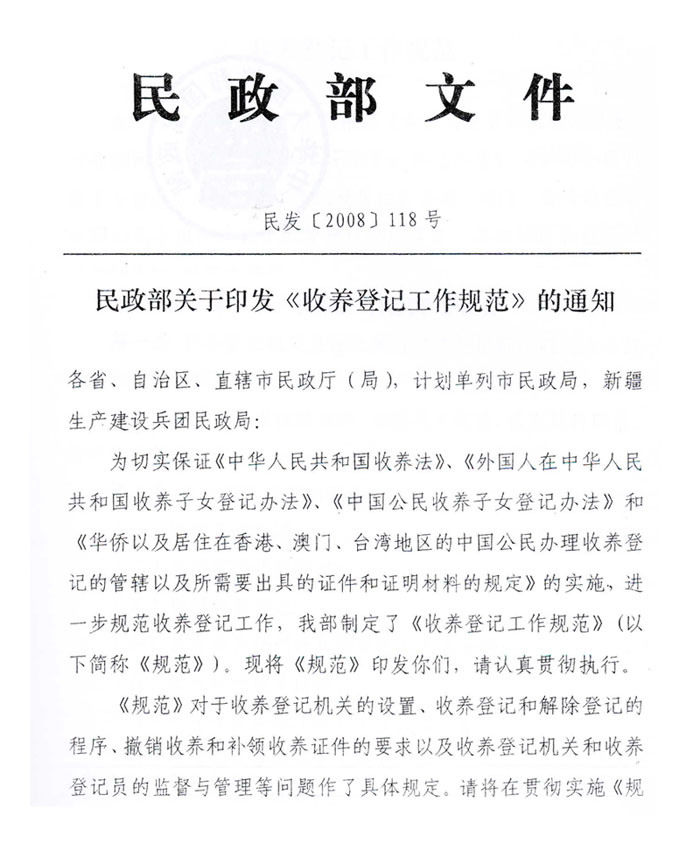 民政部文件
民发〔2008〕118号
民政部关于印发《收养登记工作规范》的通知
各省、自治区、直辖市民政厅(局),计划单列市民政局,新疆
生产建设兵团民政局:
为切实保证《中华人民共和国收养法》、《外国人在中华人民
共和国收养子女登记办法》、《中国公民收养子女登记办法》和
《华侨以及居住在香港、澳门、台湾地区的中国公民办理收养登
记的管辖以及所需要出具的证件和证明材料的规定》的实施、进
一步规范收养登记工作,我部制定了《收养登记工作规范》(以
下简称《规范》)。现将《规范》印发你们,请认真贯彻执行。
《规范》对于收养登记机关的设置、收养登记和解除登记的
程序、撤销收养和补领收养证件的要求以及收养登记机关和收养
登记员的监督与管理等问题作了具体规定。请将在贯彻实施《规